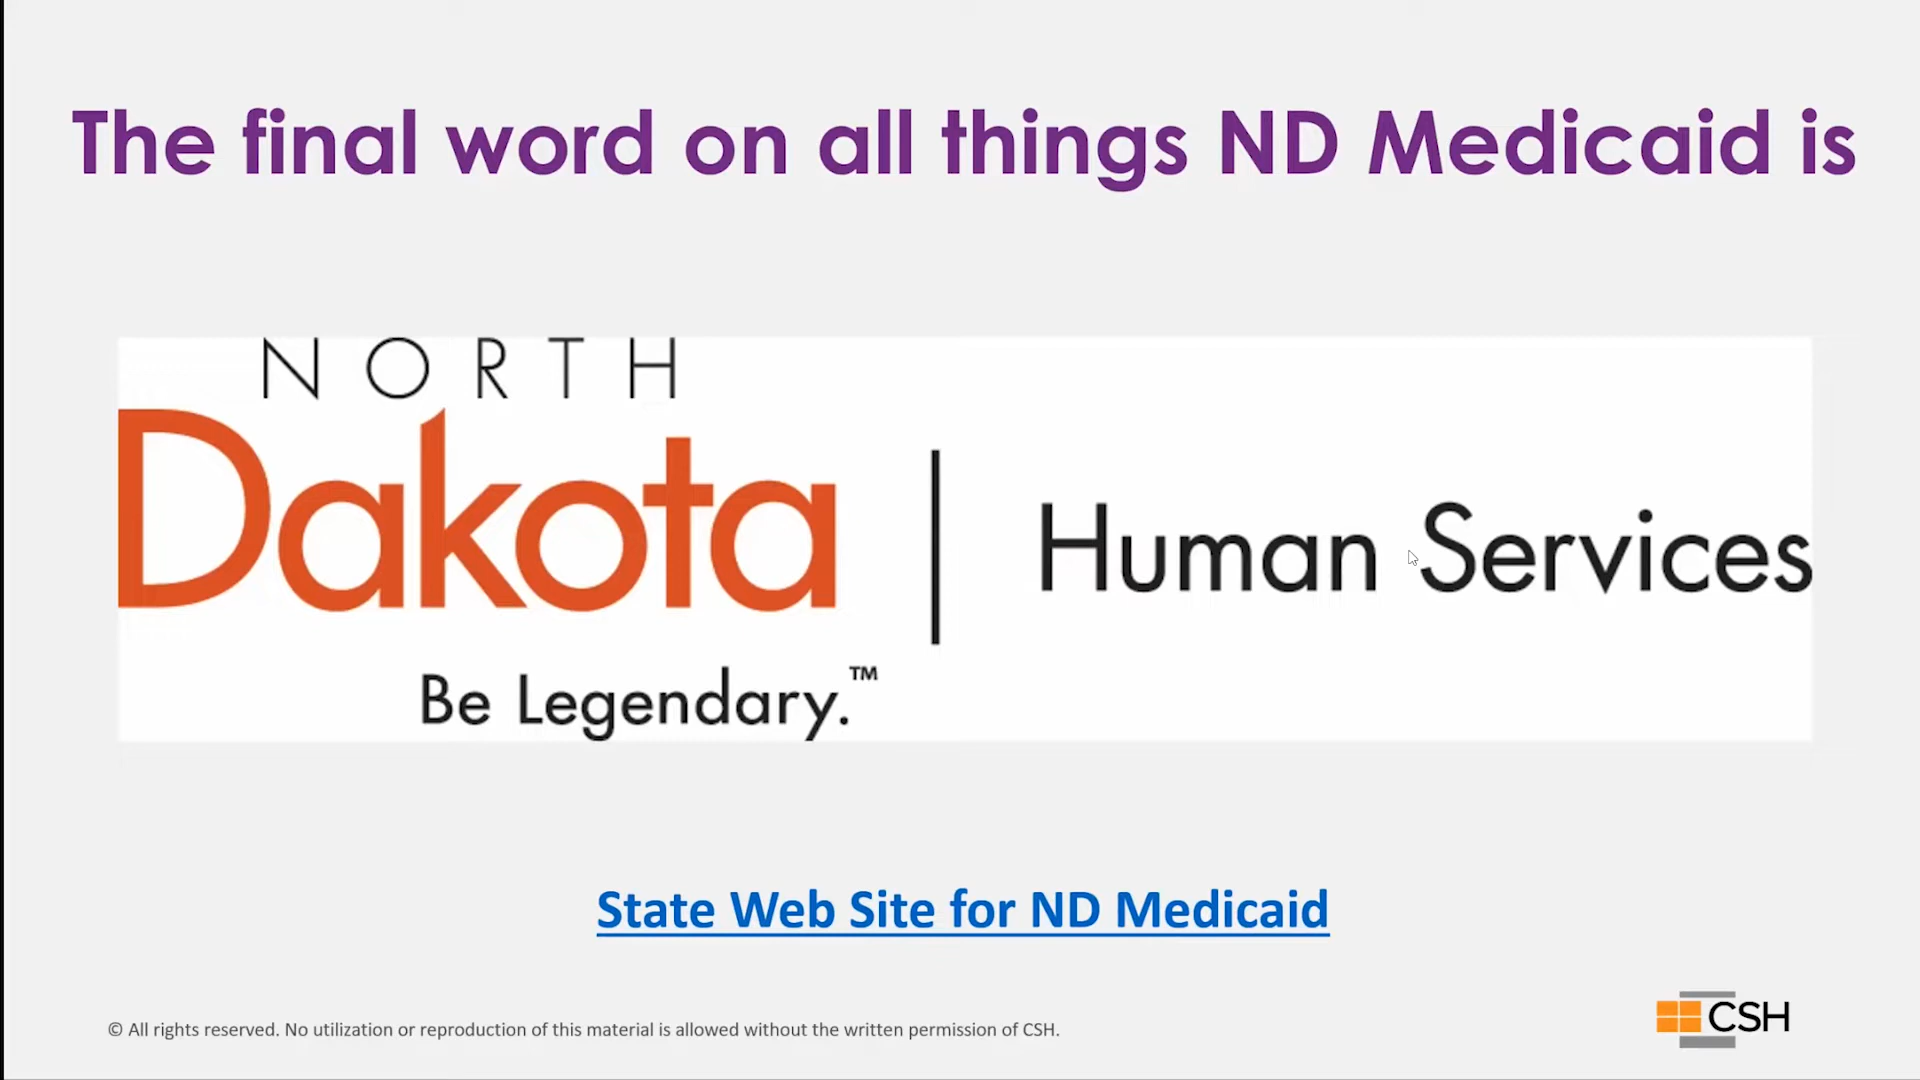 The final word on all things ND Medicaid is
NORTH
Dakota
Be Legendary.™
Human Services
State Web Site for ND Medicaid
© All rights reserved. No utilization or reproduction of this material is allowed without the written permission of CSH.
CSH